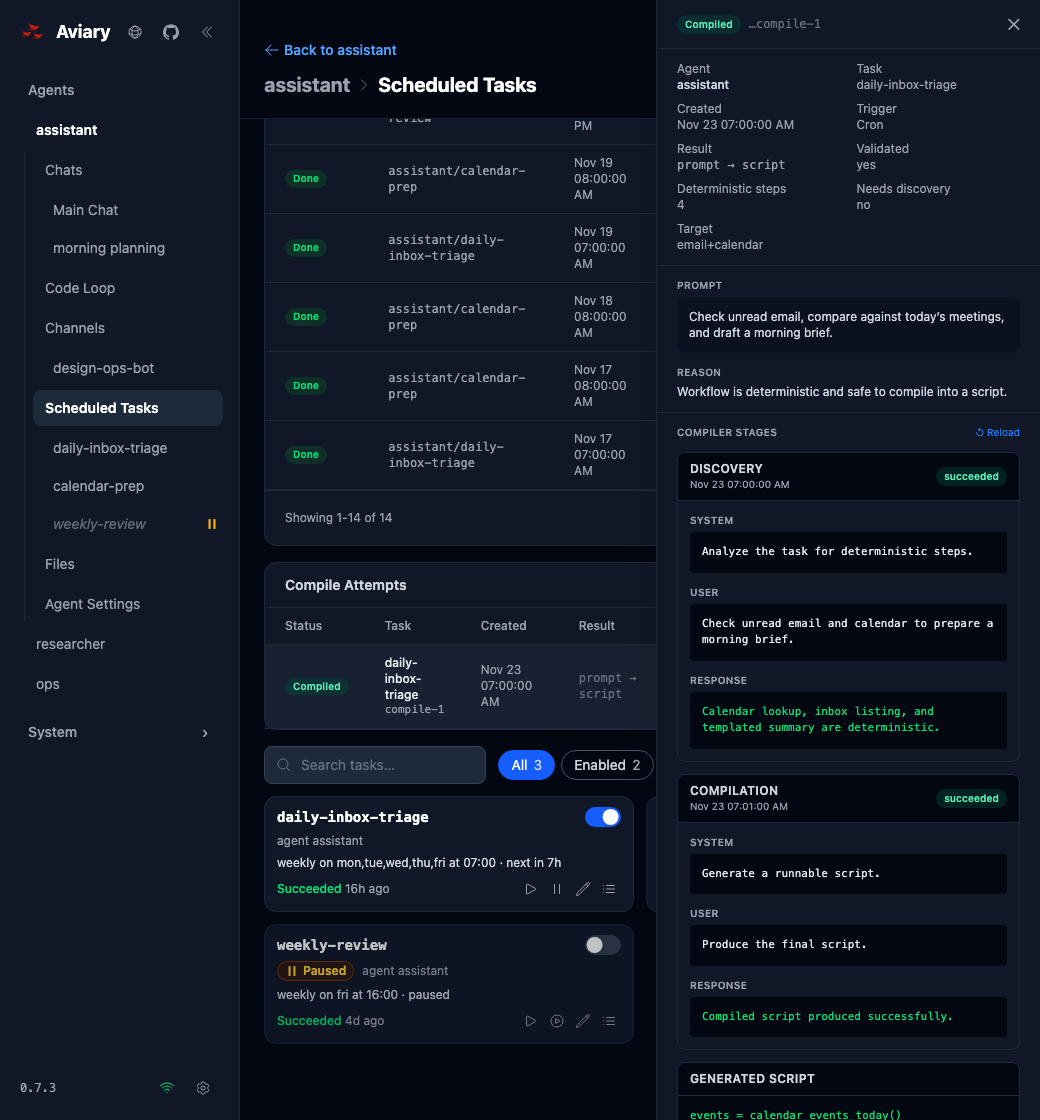 Aviary
Agents
assistant
Chats
Main Chat
morning planning
Code Loop
Channels
design-ops-bot
Scheduled Tasks
daily-inbox-triage
calendar-prep
weekly-review
Files
Agent Settings
researcher
ops
System
0.7.3
Back to assistant
assistant
Scheduled Tasks
review
PM
Done
assistant/calendar-
prep
Nov 19
08:00:00
AM
Done
assistant/daily-
inbox-triage
Nov 19
07:00:00
AM
Done
assistant/calendar-
prep
Nov 18
08:00:00
AM
Done
assistant/calendar-
prep
Nov 17
08:00:00
AM
Done
assistant/daily-
inbox-triage
Nov 17
07:00:00
AM
Showing 1-14 of 14
Compile Attempts
Status
Task
Created
Result
Compiled
daily-
inbox-
triage
compile-1
Nov 23
07:00:00
AM
prompt →
script
Search tasks...
All 3
Enabled 2
daily-inbox-triage
agent assistant
weekly on mon,tue,wed,thu,fri at 07:00 · next in 7h
Succeeded 16h ago
weekly-review
Paused agent assistant
weekly on fri at 16:00 · paused
Succeeded 4d ago
Compiled …compile-1
Agent
assistant
Task
daily-inbox-triage
Created
Nov 23 07:00:00 AM
Trigger
Cron
Result
prompt → script
Validated
yes
Deterministic steps
4
Needs discovery
no
Target
email+calendar
PROMPT
Check unread email, compare against today's meetings,
and draft a morning brief.
REASON
Workflow is deterministic and safe to compile into a script.
COMPILER STAGES
Reload
DISCOVERY
Nov 23 07:00:00 AM
succeeded
SYSTEM
Analyze the task for deterministic steps.
USER
Check unread email and calendar to prepare a
morning brief.
RESPONSE
Calendar lookup, inbox listing, and
templated summary are deterministic.
COMPILATION
Nov 23 07:01:00 AM
succeeded
SYSTEM
Generate a runnable script.
USER
Produce the final script.
RESPONSE
Compiled script produced successfully.
GENERATED SCRIPT
events = calendar_events_today()